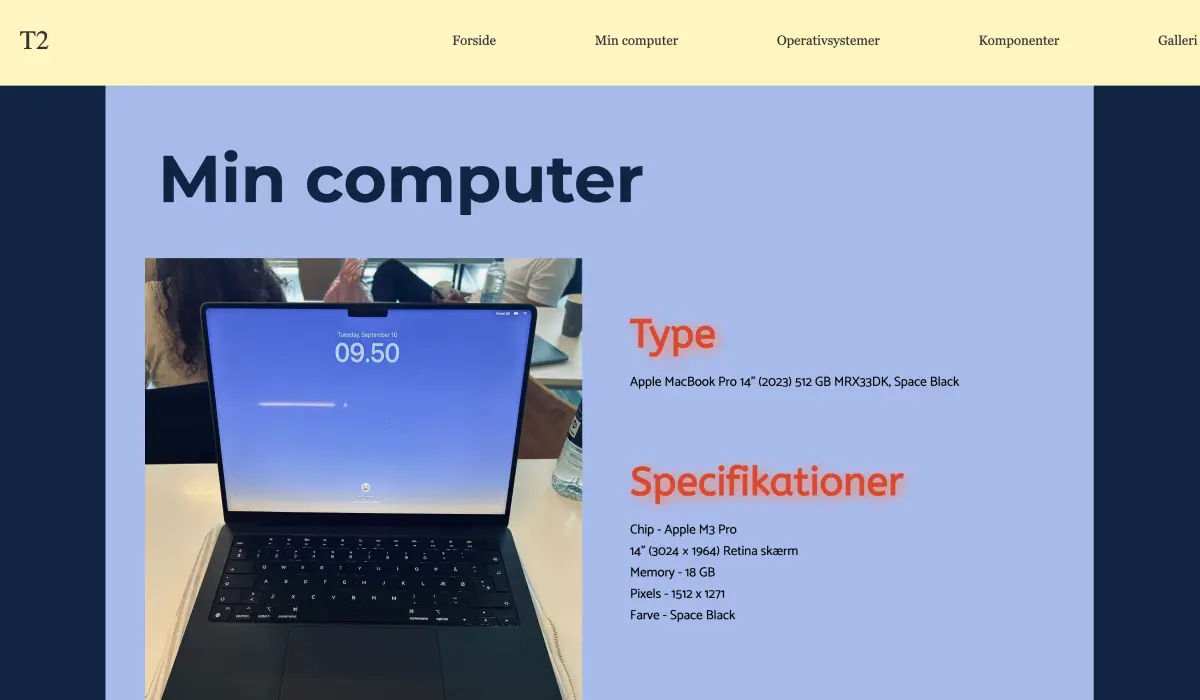 T2
Forside
Min computer
Operativsystemer
Komponenter
Galleri
Min computer
Tuesday, September 10
09.50
Type
Apple MacBook Pro 14” (2023) 512 GB MRX33DK, Space Black
Specifikationer
Chip - Apple M3 Pro
14” (3024 x 1964) Retina skærm
Memory - 18 GB
Pixels - 1512 x 1271
Farve - Space Black